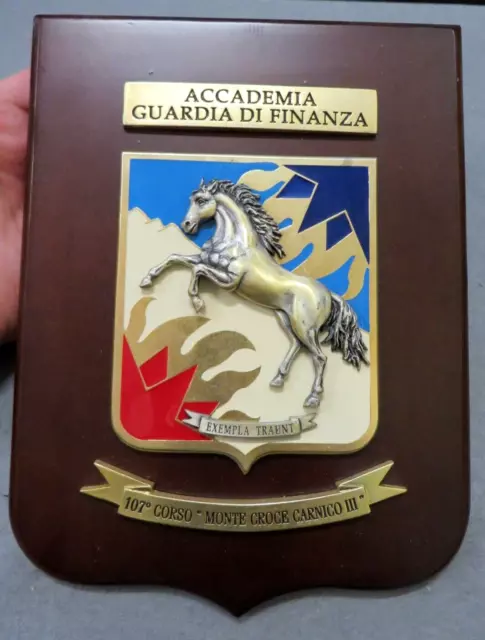 ACCADEMIA
GUARDIA DI FINANZA
EXEMPLA TRAHNT
107° CORSO " MONTE CROCE CARNICO III "